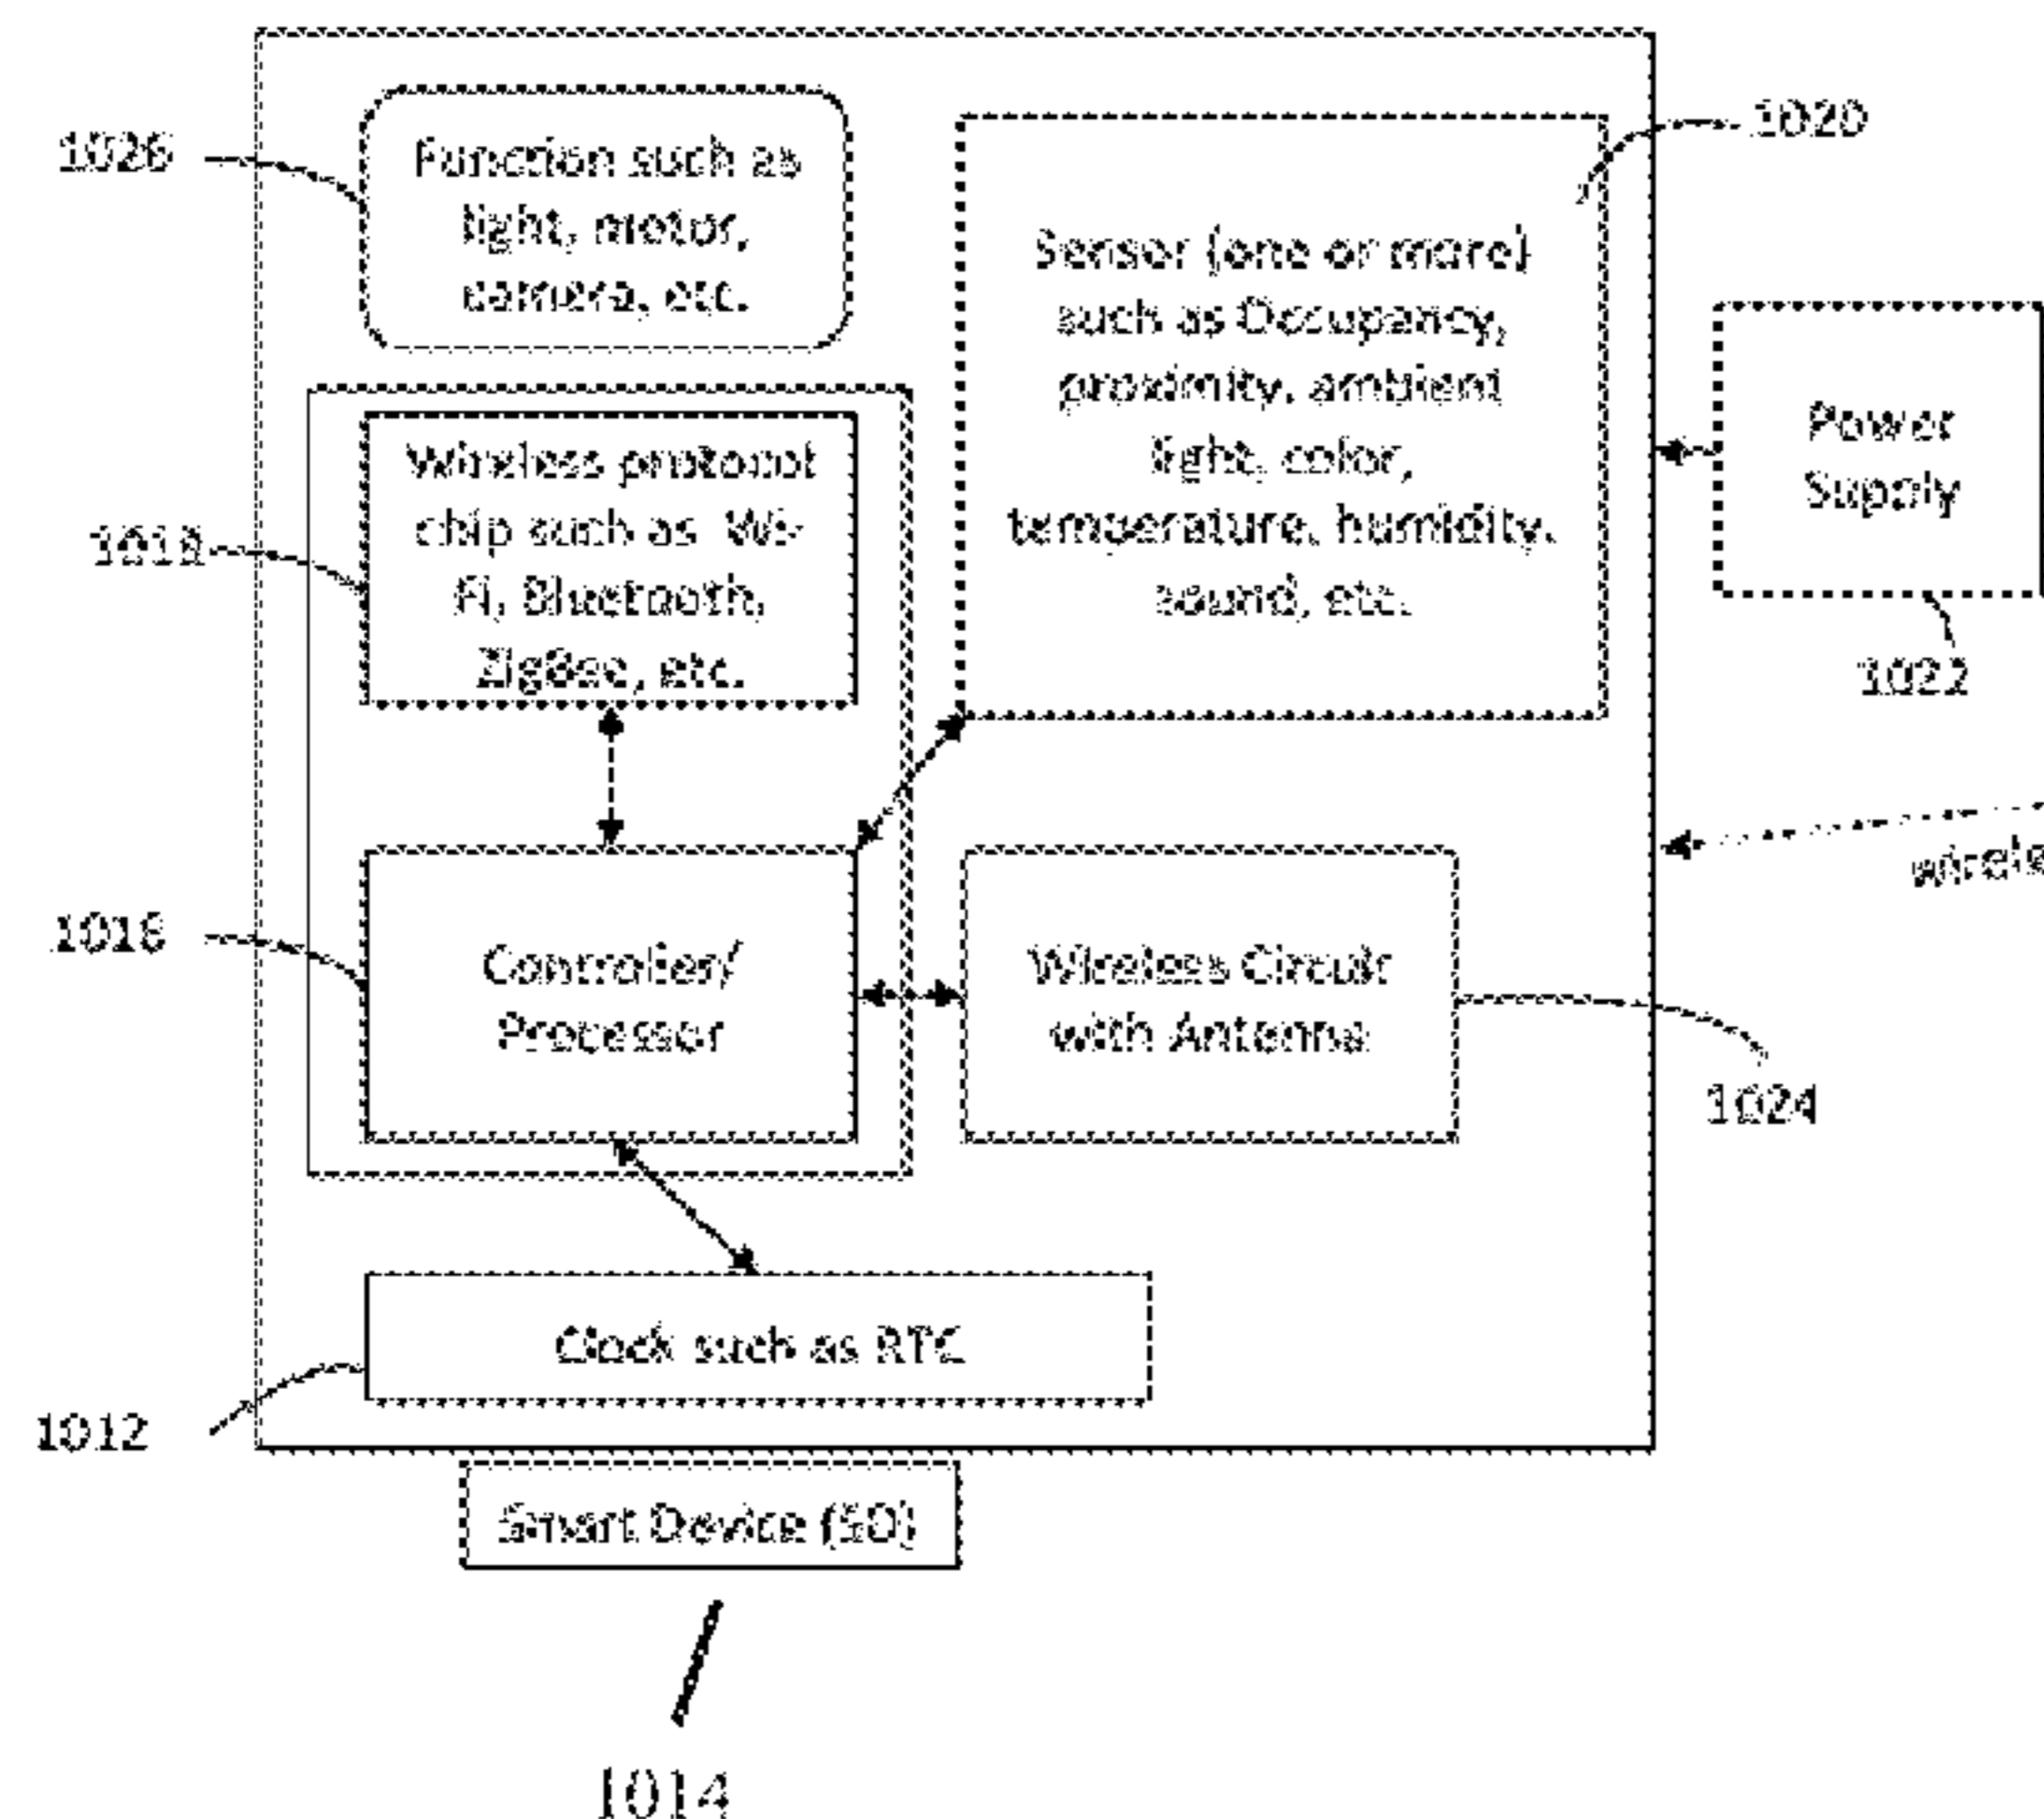 1026
Function such as
light, motor,
camera, etc.
1020
Sensor (one or more)
such as Occupancy,
proximity, ambient
light, color,
temperature, humidity,
sound, etc.
Power
Supply
1022
Wireless protocol
chip such as Wi-
Fi, Bluetooth,
ZigBee, etc.
1018
wirele
1016
Controller/
Processor
Wireless Circuit
with Antenna
1024
Clock such as RTC
1012
Smart Device (SD)
1014